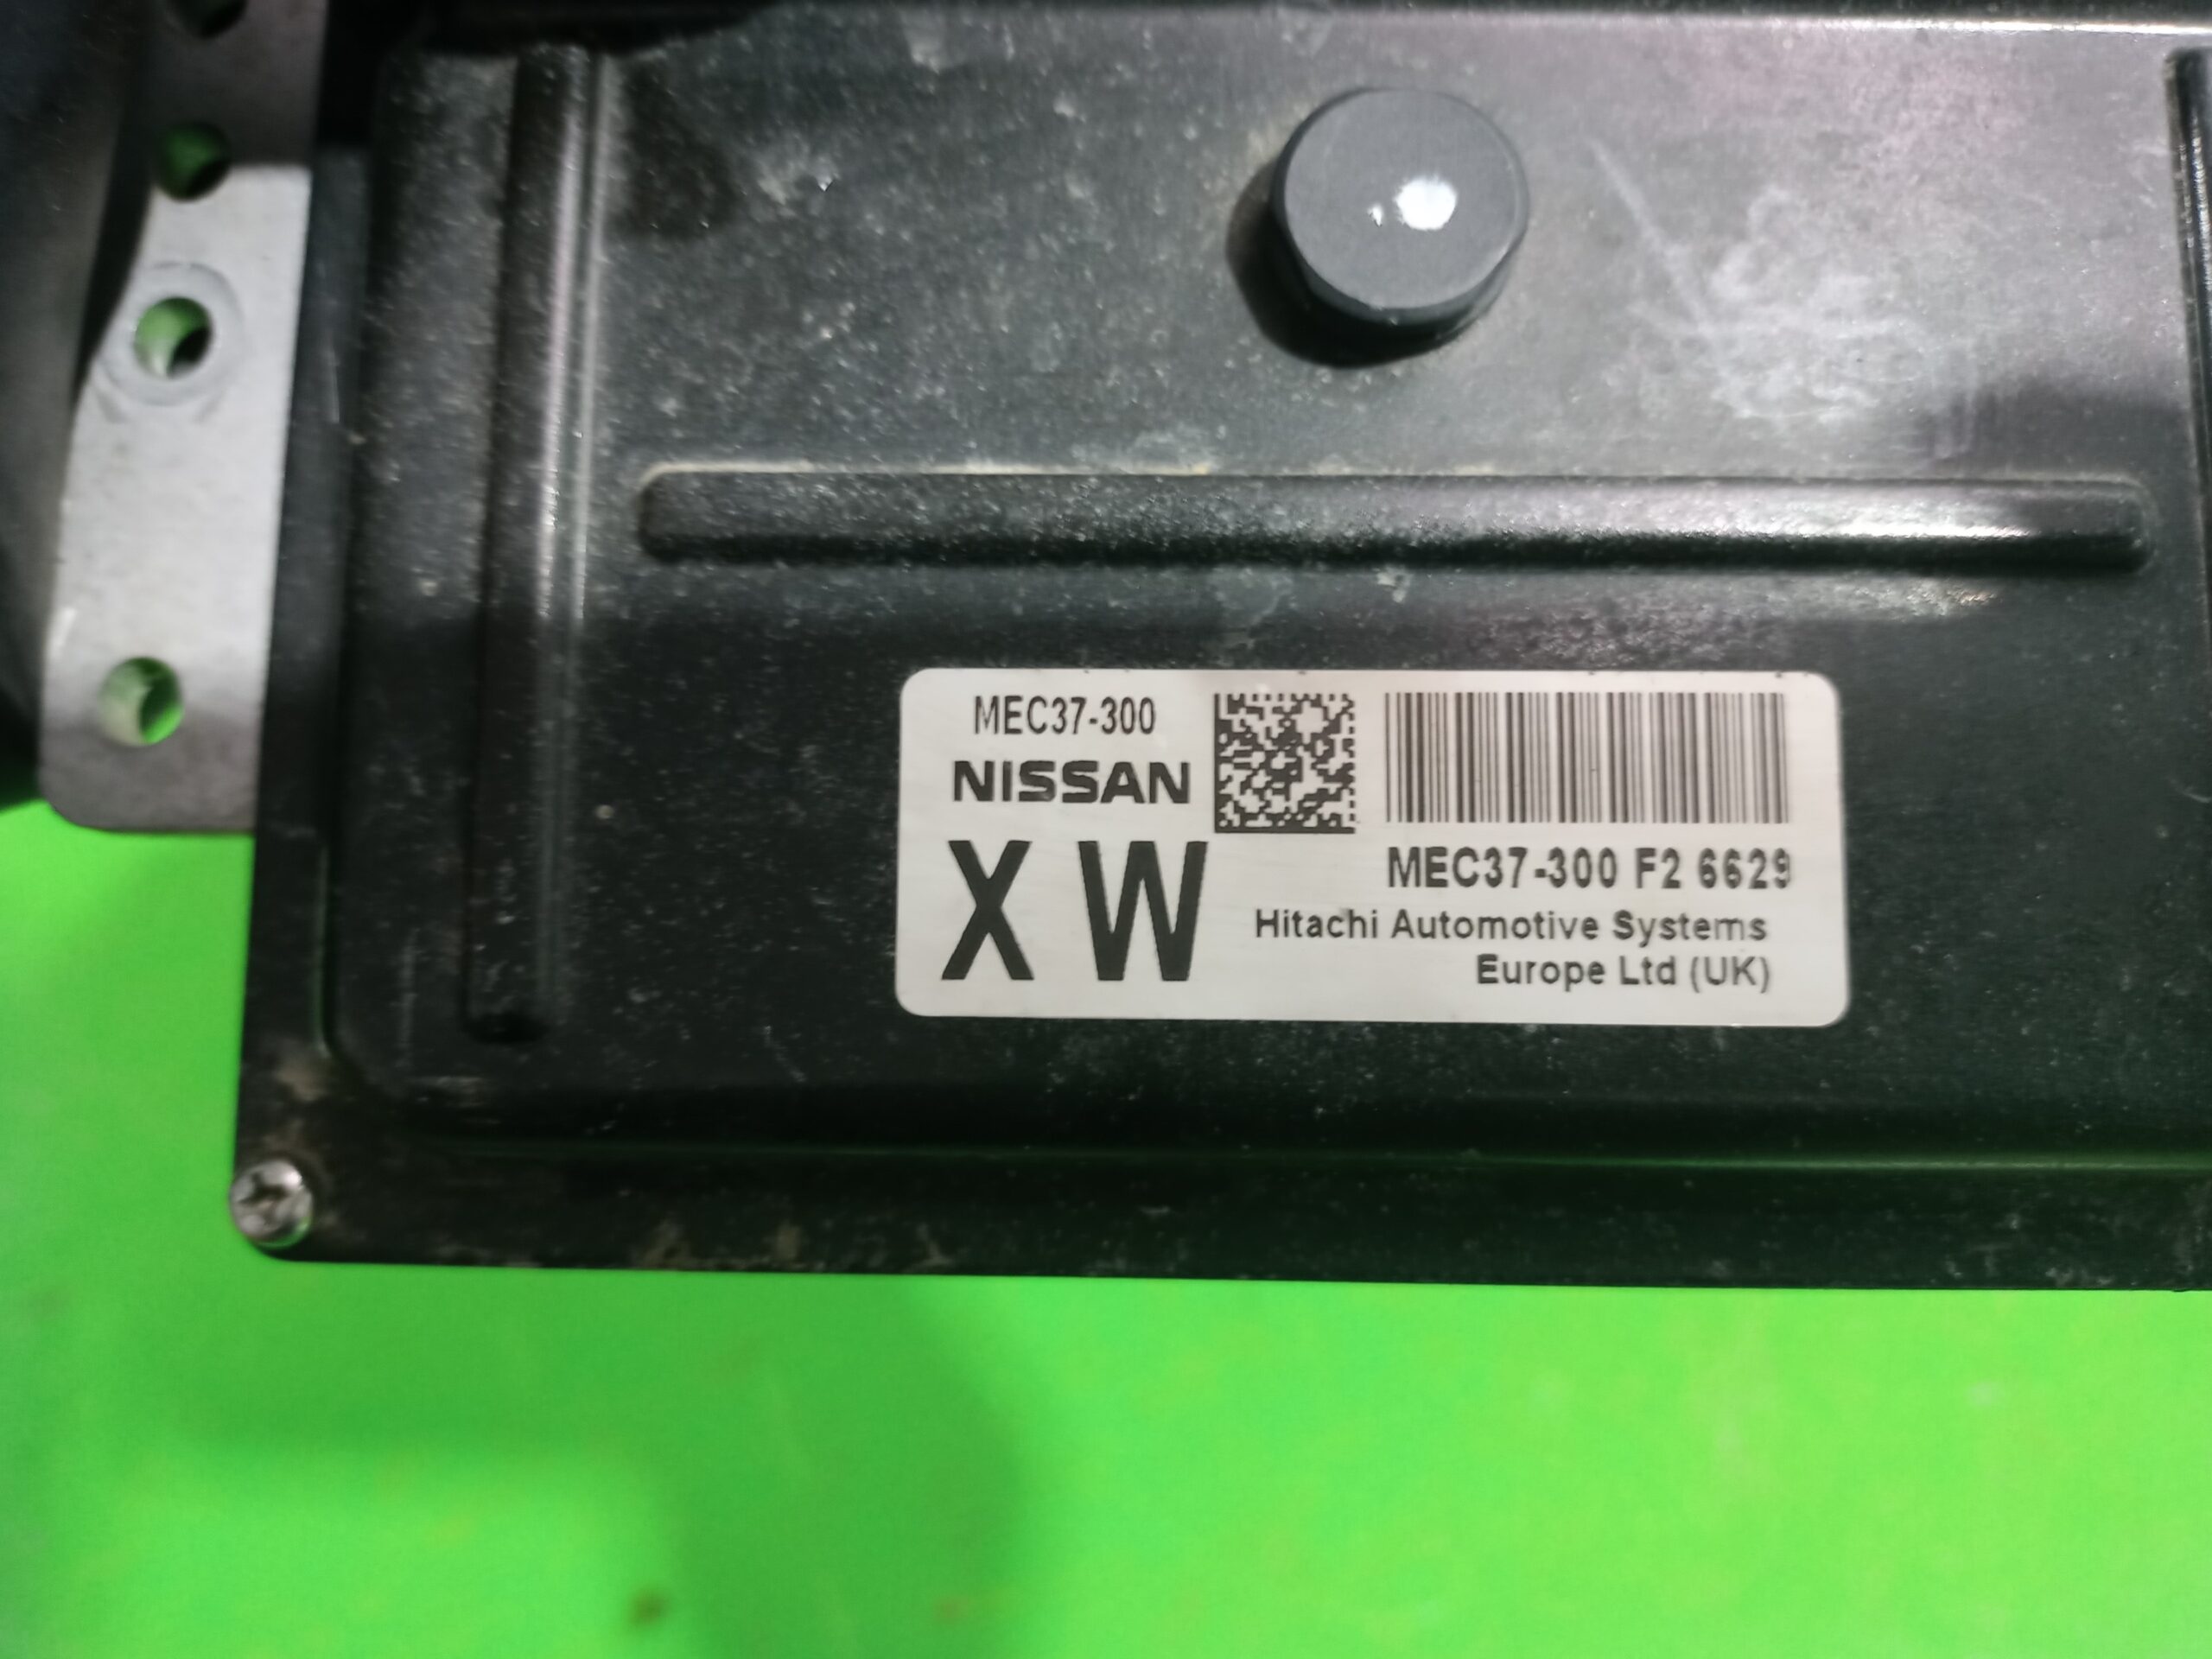 MEC37-300
NISSAN
X W
MEC37-300 F2 6629
Hitachi Automotive Systems
Europe Ltd (UK)